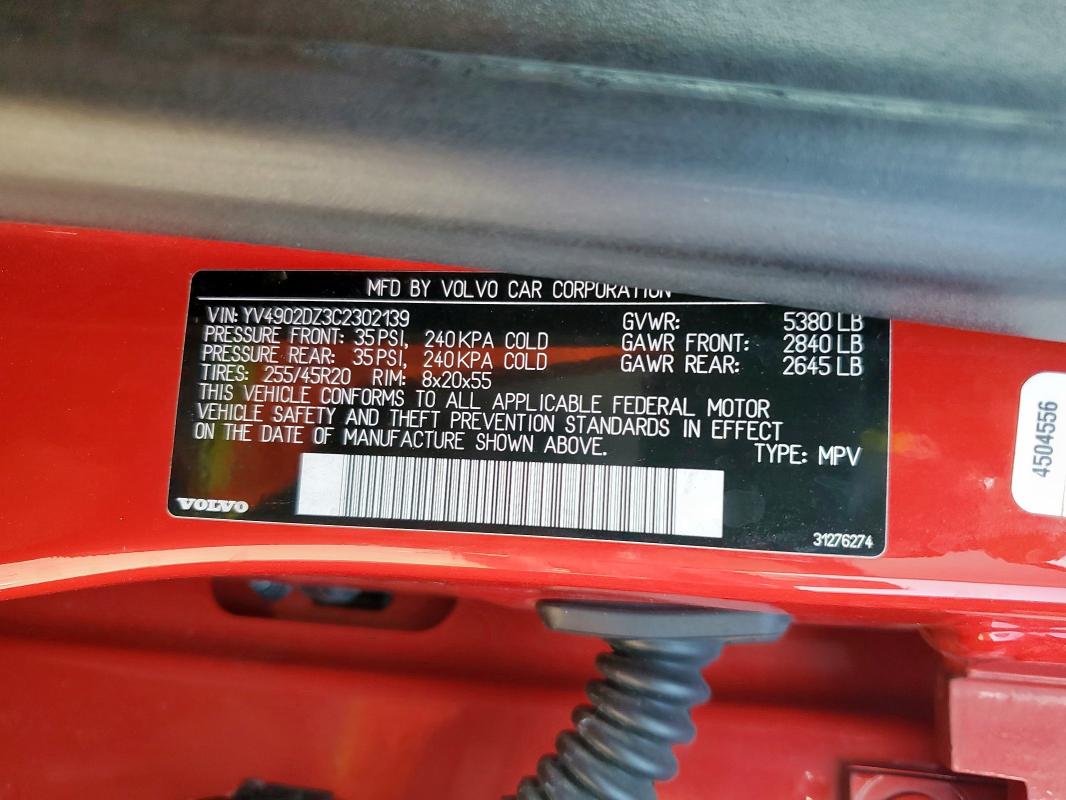 MFD BY VOLVO CAR CORPORATION
VIN: YV4902DZ3C2302139
PRESSURE FRONT: 35 PSI, 240 KPA COLD
PRESSURE REAR: 35 PSI, 240 KPA COLD
TIRES: 255/45R20 RIM: 8x20x55
GVWR: 5380 LB
GAWR FRONT: 2840 LB
GAWR REAR: 2645 LB
THIS VEHICLE CONFORMS TO ALL APPLICABLE FEDERAL MOTOR
VEHICLE SAFETY AND THEFT PREVENTION STANDARDS IN EFFECT
ON THE DATE OF MANUFACTURE SHOWN ABOVE.
TYPE: MPV
VOLVO
31276274
4504556